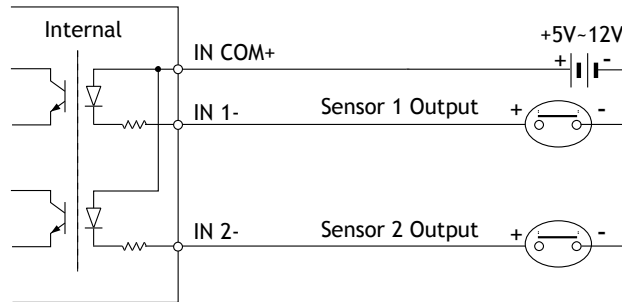 Internal
+5V~12V
IN COM+
+ -
IN 1-
Sensor 1 Output
+ -
IN 2-
Sensor 2 Output
+ -